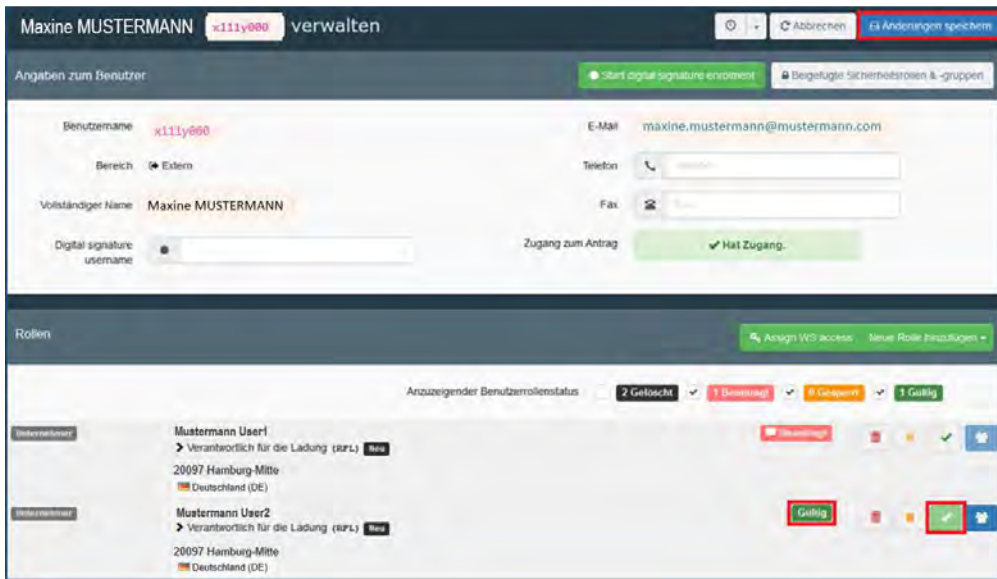 Maxine MUSTERMANN x111y000 verwalten
Abbrechen Änderungen speichern
Angaben zum Benutzer
Start digital signature enrolment Beigefügte Sicherheitsrollen & -gruppen
Benutzername x111y000 E-Mail maxine.mustermann@mustermann.com
Bereich Extern Telefon
Vollständiger Name Maxine MUSTERMANN Fax
Digital signature username Zugang zum Antrag Hat Zugang.
Rollen
Assign WS access Neue Rolle hinzufügen
Anzuzeigender Benutzerrollenstatus 2 Gelöscht 1 Beantragt 0 Gesperrt 1 Gültig
Unternehmer Mustermann User1 Beantragt
Verantwortlich für die Ladung (RFL) Neu
20097 Hamburg-Mitte
Deutschland (DE)
Unternehmer Mustermann User2 Gültig
Verantwortlich für die Ladung (RFL) Neu
20097 Hamburg-Mitte
Deutschland (DE)